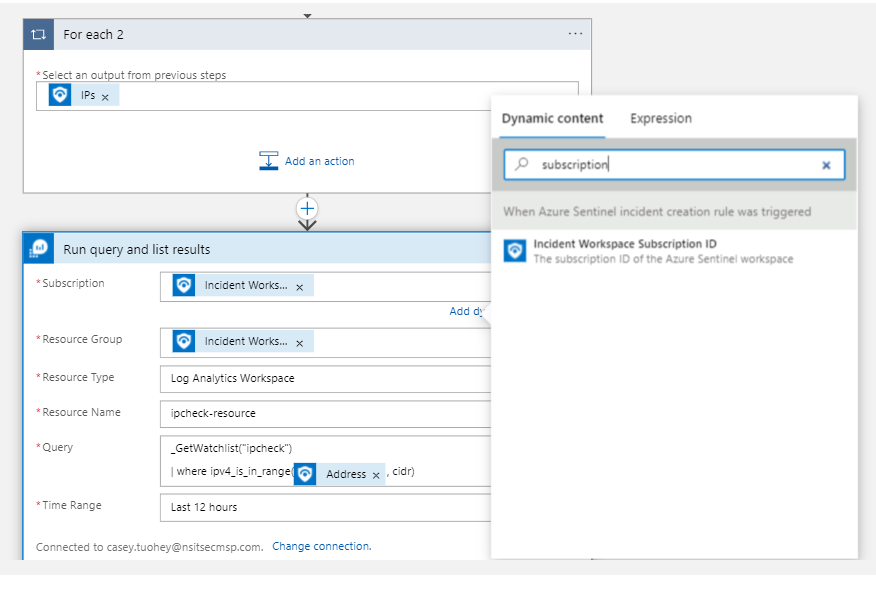 For each 2
...
* Select an output from previous steps
IPs x
Add an action
Run query and list results
* Subscription
Incident Works... x
Add dy
* Resource Group
Incident Works... x
* Resource Type
Log Analytics Workspace
* Resource Name
ipcheck-resource
* Query
_GetWatchlist("ipcheck")
| where ipv4_is_in_range( Address x , cidr)
* Time Range
Last 12 hours
Connected to casey.tuohey@nsitsecmsp.com. Change connection.
Dynamic content Expression
subscription x
When Azure Sentinel incident creation rule was triggered
Incident Workspace Subscription ID
The subscription ID of the Azure Sentinel workspace